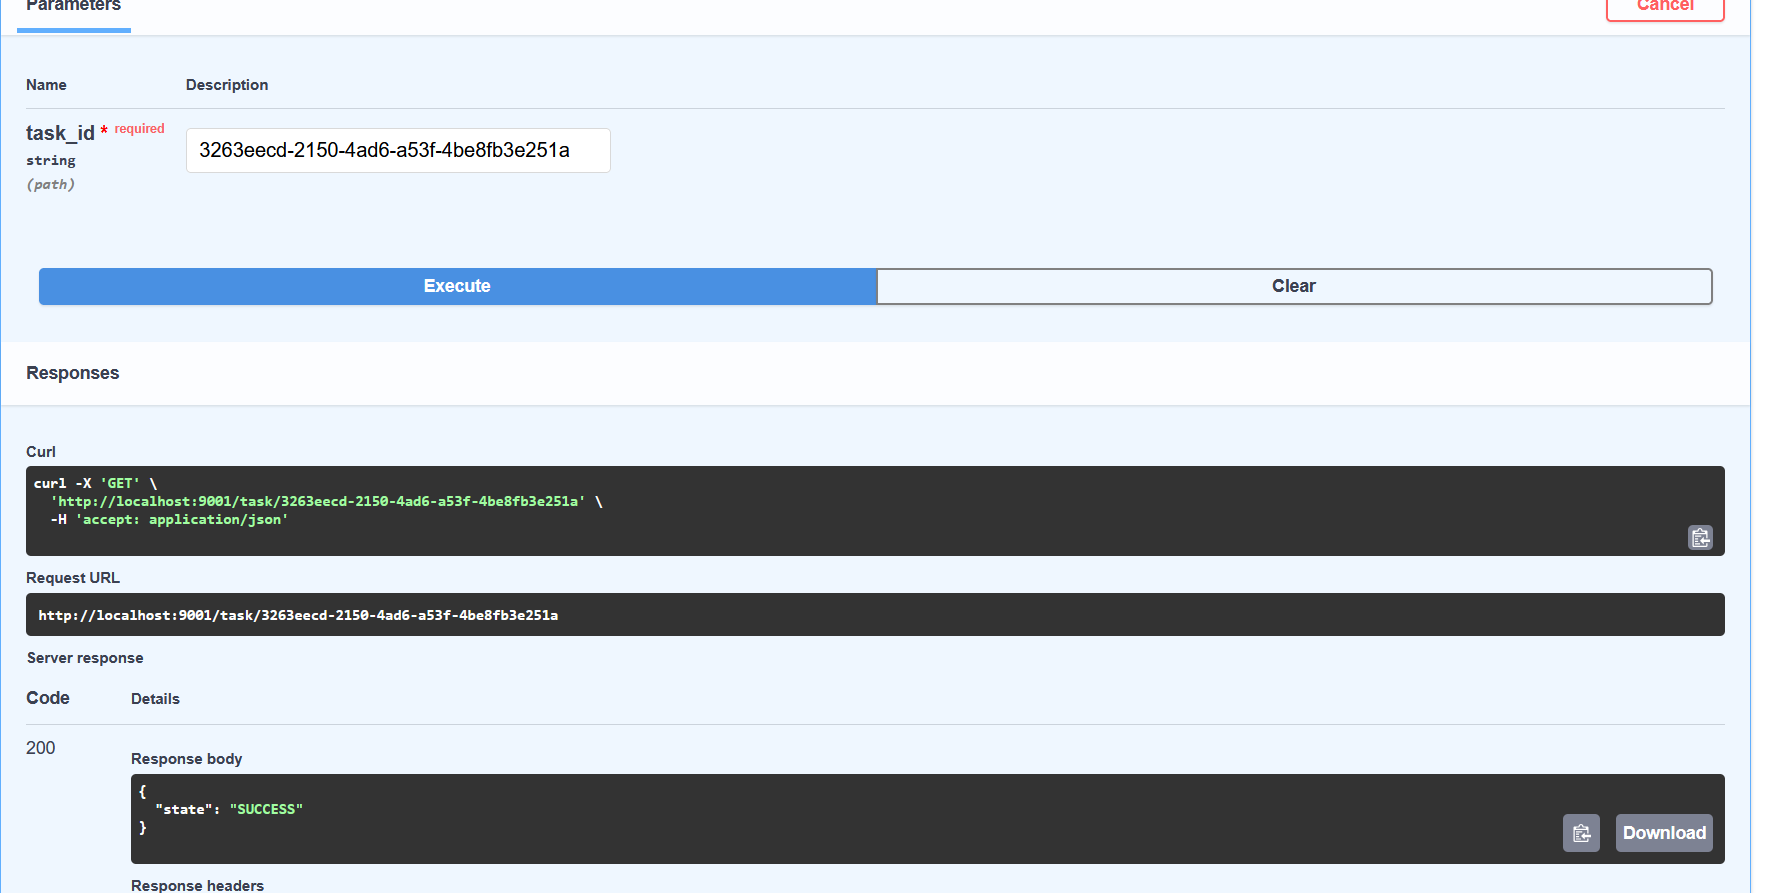 Parameters
Cancel
Name
Description
task_id * required
string
(path)
3263eecd-2150-4ad6-a53f-4be8fb3e251a
Execute
Clear
Responses
Curl
curl -X 'GET' \
  'http://localhost:9001/task/3263eecd-2150-4ad6-a53f-4be8fb3e251a' \
  -H 'accept: application/json'
Request URL
http://localhost:9001/task/3263eecd-2150-4ad6-a53f-4be8fb3e251a
Server response
Code
Details
200
Response body
{
  "state": "SUCCESS"
}
Download
Response headers